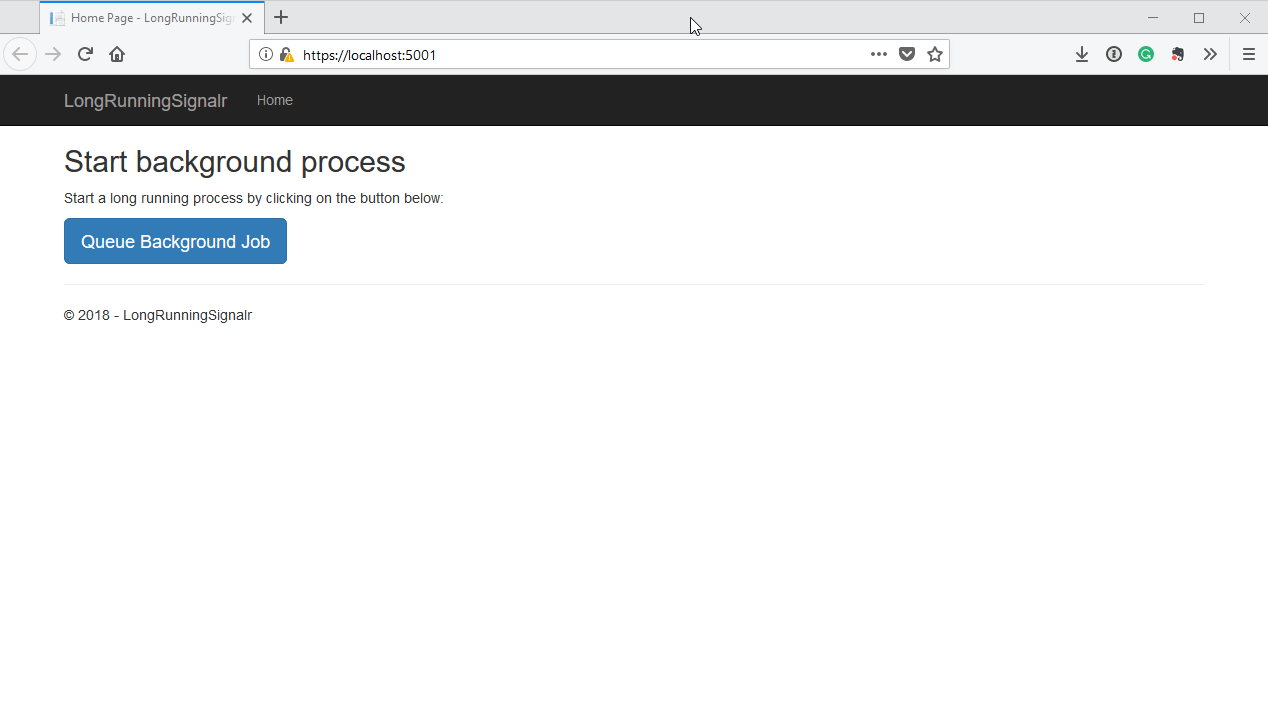 Home Page - LongRunningSig
https://localhost:5001
LongRunningSignalr Home
Start background process
Start a long running process by clicking on the button below:
Queue Background Job
© 2018 - LongRunningSignalr